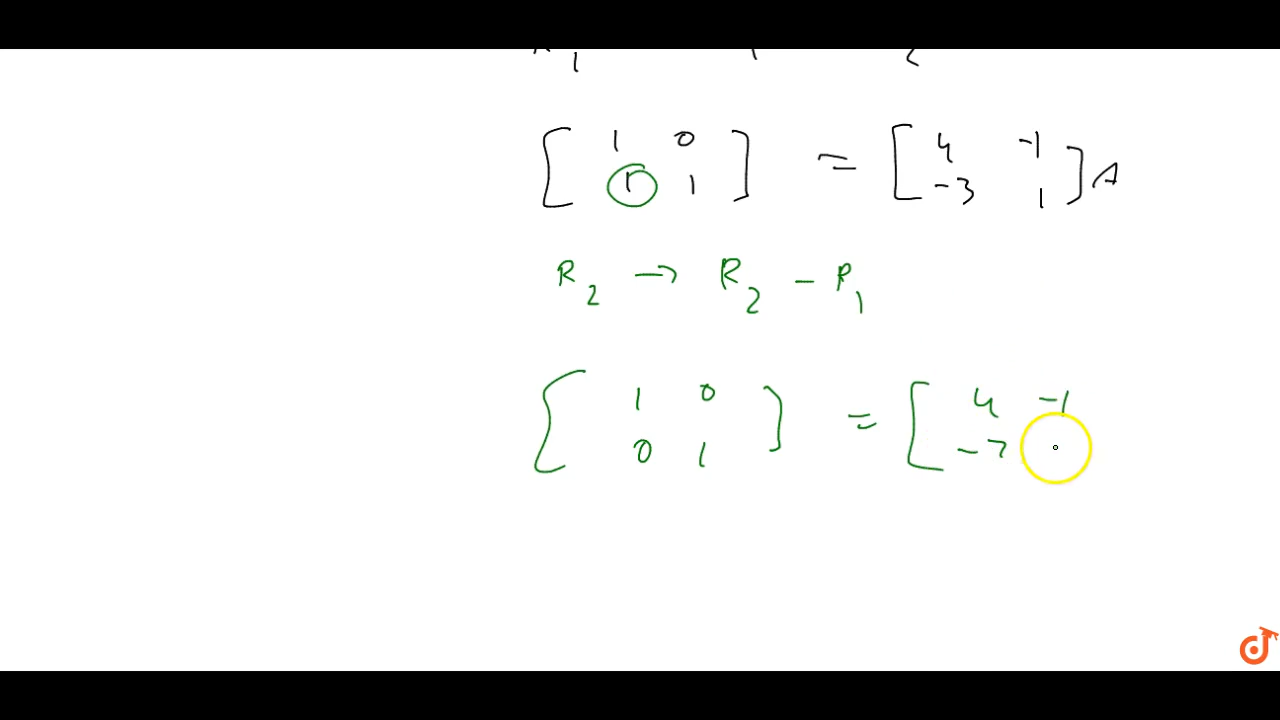 [ 1 0 ] = [ 4 -1 ] A
[ 1 1 ] [ -3 1 ]
R2 → R2 - R1
[ 1 0 ] = [ 4 -1
[ 0 1 ] [ -7